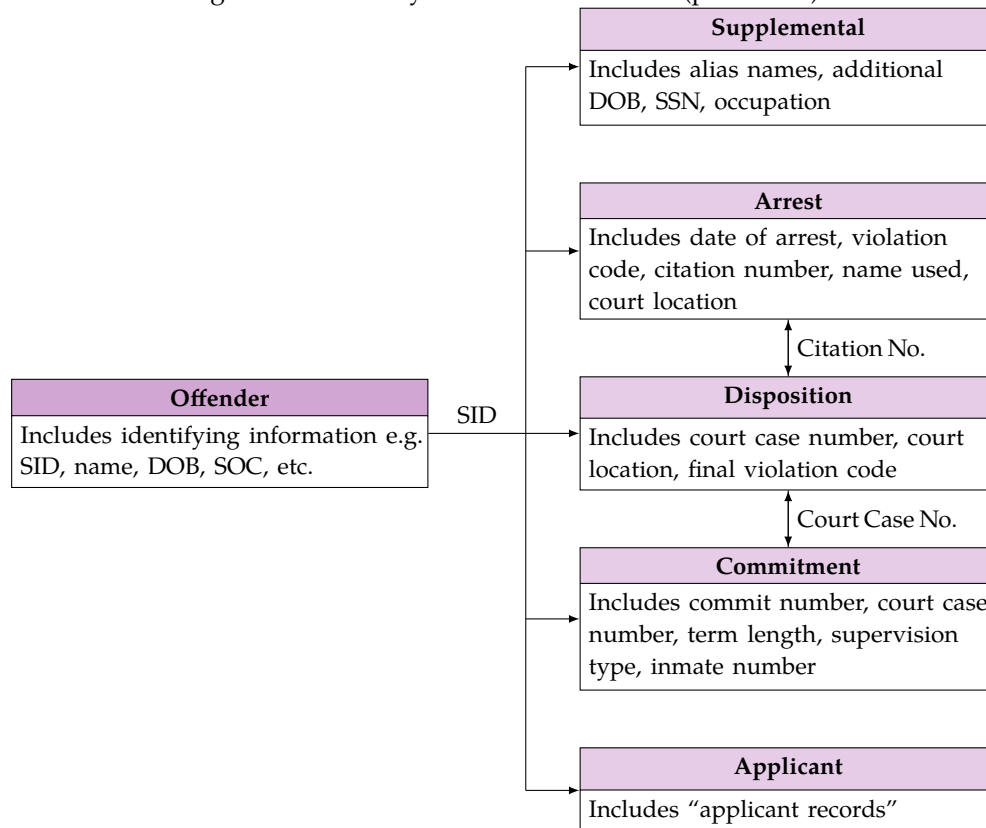 Supplemental
Includes alias names, additional
DOB, SSN, occupation
Arrest
Includes date of arrest, violation
code, citation number, name used,
court location
Citation No.
Offender
Includes identifying information e.g.
SID, name, DOB, SOC, etc.
SID
Disposition
Includes court case number, court
location, final violation code
Court Case No.
Commitment
Includes commit number, court case
number, term length, supervision
type, inmate number
Applicant
Includes “applicant records”